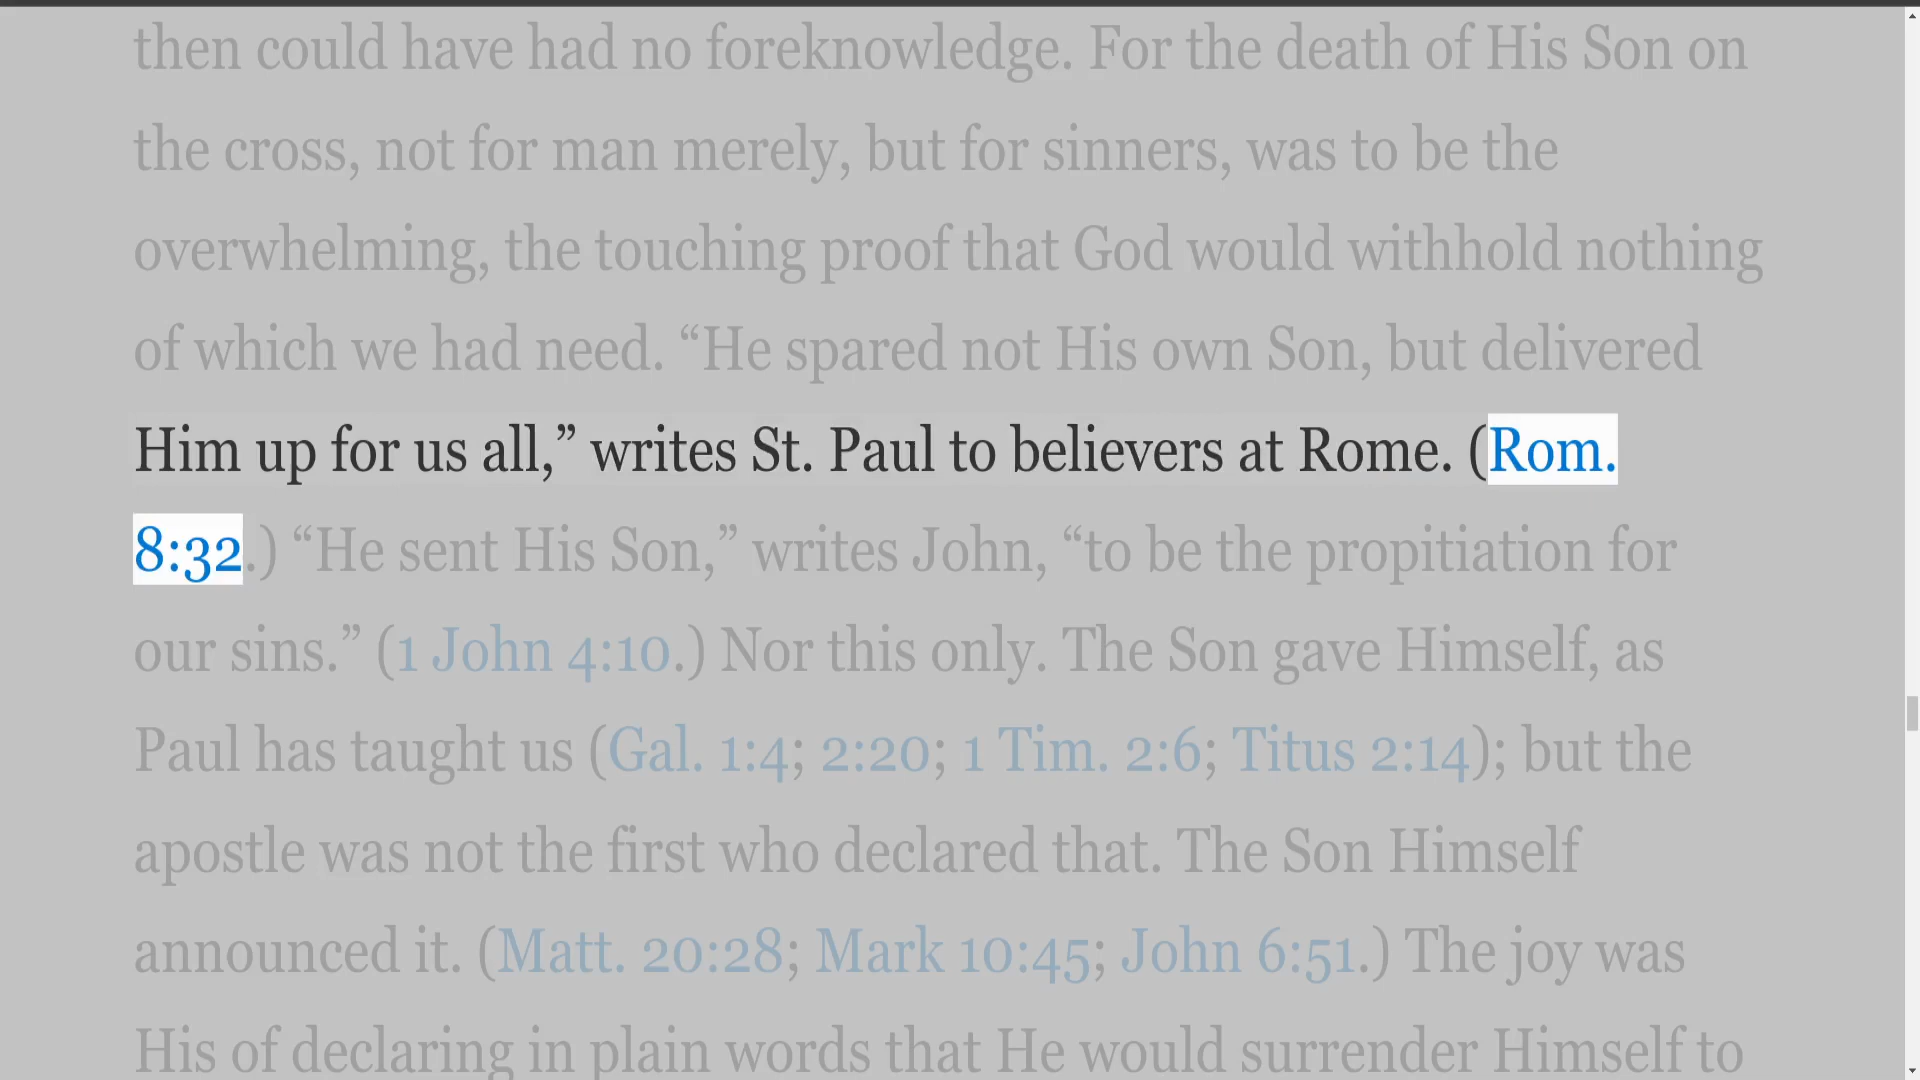 then could have had no foreknowledge. For the death of His Son on
the cross, not for man merely, but for sinners, was to be the
overwhelming, the touching proof that God would withhold nothing
of which we had need. “He spared not His own Son, but delivered
Him up for us all,” writes St. Paul to believers at Rome. (Rom.
8:32.) “He sent His Son,” writes John, “to be the propitiation for
our sins.” (1 John 4:10.) Nor this only. The Son gave Himself, as
Paul has taught us (Gal. 1:4; 2:20; 1 Tim. 2:6; Titus 2:14); but the
apostle was not the first who declared that. The Son Himself
announced it. (Matt. 20:28; Mark 10:45; John 6:51.) The joy was
His of declaring in plain words that He would surrender Himself to